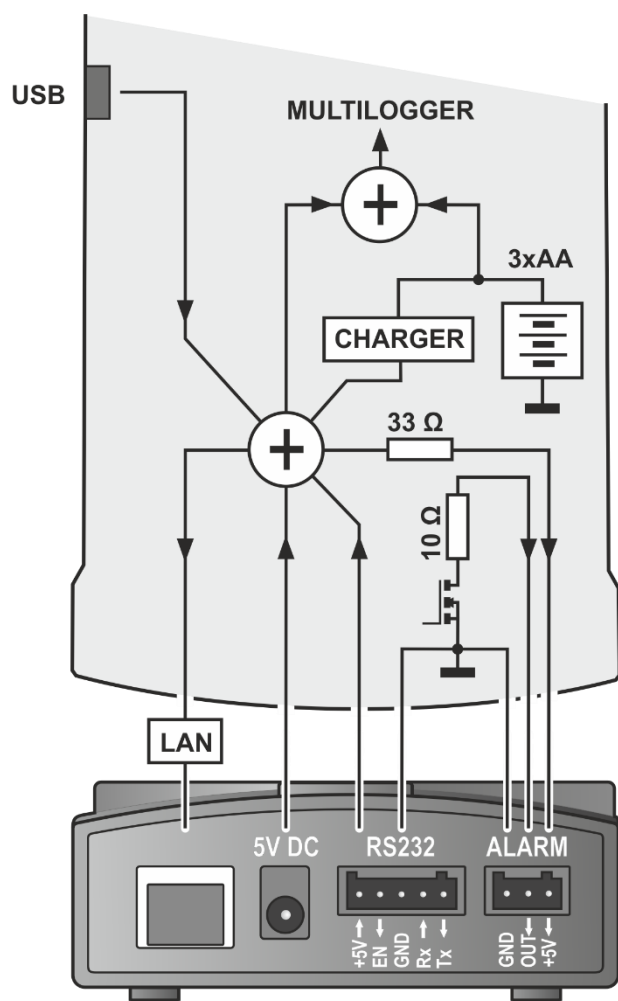 USB
MULTILOGGER
3xAA
CHARGER
33 Ω
10 Ω
LAN
5V DC
RS232
ALARM
+5V
EN
GND
Rx
Tx
GND
OUT
+5V